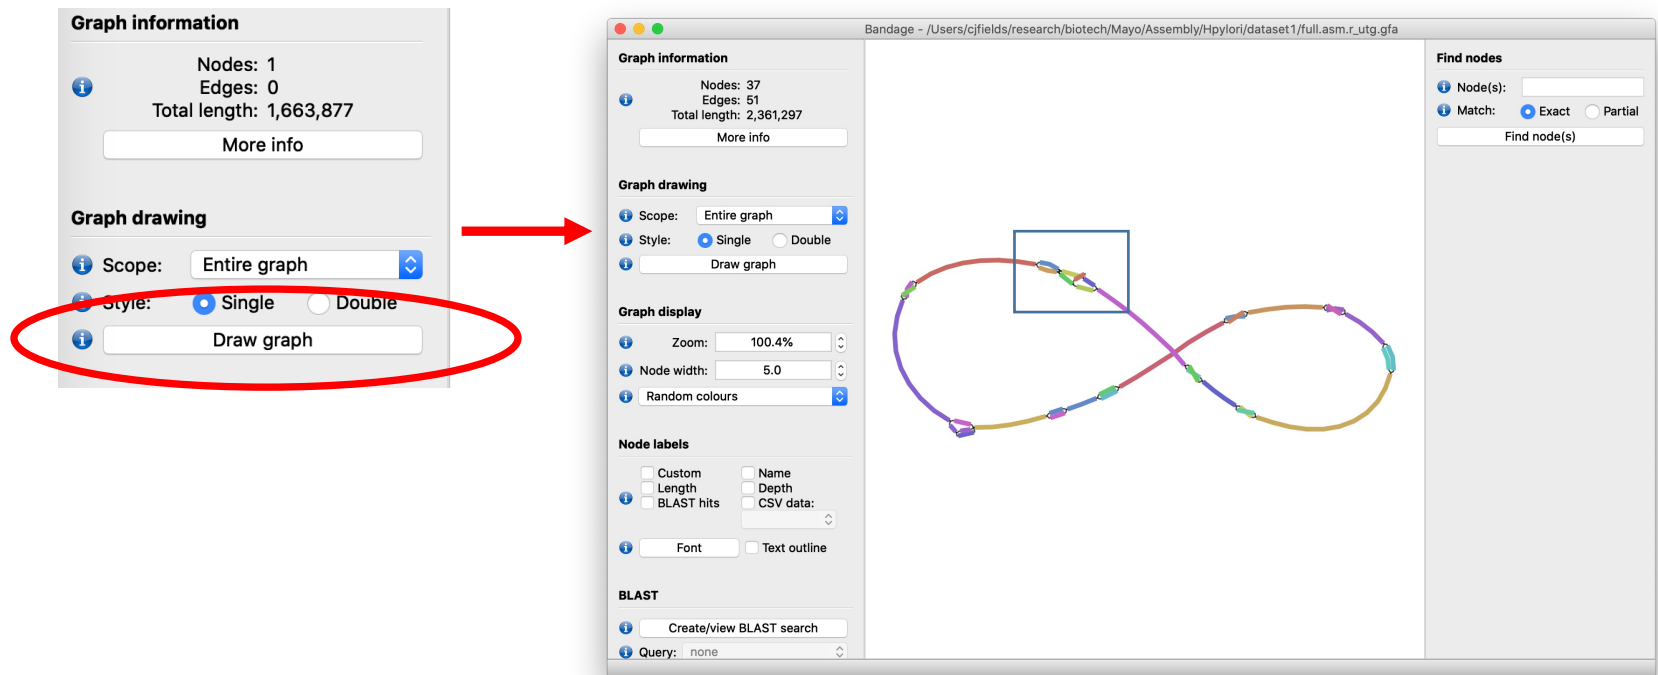 Graph information
Nodes: 1
Edges: 0
Total length: 1,663,877
More info
Graph drawing
Scope: Entire graph
Style: Single Double
Draw graph
Bandage - /Users/cjfields/research/biotech/Mayo/Assembly/Hpylori/dataset1/full.asm.r_utg.gfa
Graph information
Nodes: 37
Edges: 51
Total length: 2,361,297
More info
Graph drawing
Scope: Entire graph
Style: Single Double
Draw graph
Graph display
Zoom: 100.4%
Node width: 5.0
Random colours
Node labels
Custom Name
Length Depth
BLAST hits CSV data:
Font Text outline
BLAST
Create/view BLAST search
Query: none
Find nodes
Node(s):
Match: Exact Partial
Find node(s)